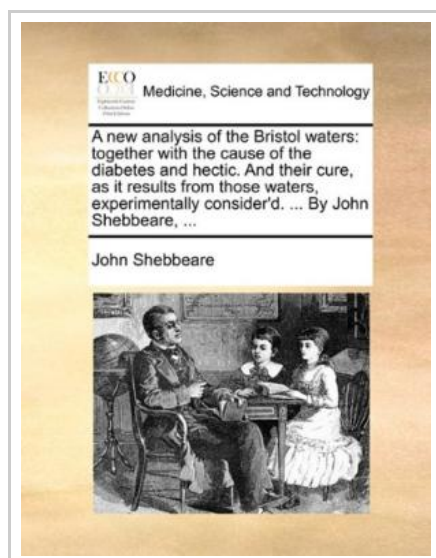 ECCO
Medicine, Science and Technology
A new analysis of the Bristol waters:
together with the cause of the
diabetes and hectic. And their cure,
as it results from those waters,
experimentally consider'd. ... By John
Shebbeare, ...
John Shebbeare